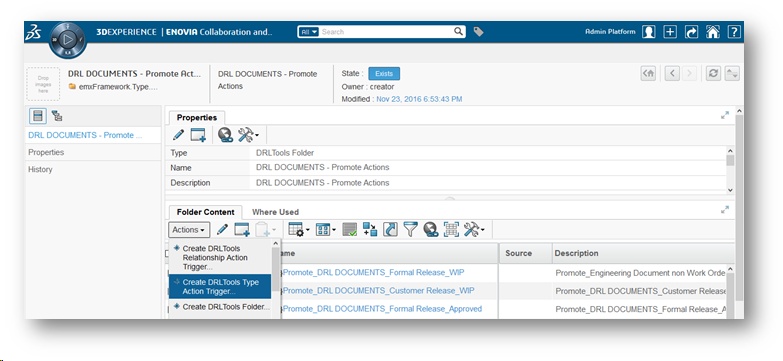 3DEXPERIENCE | ENOVIA Collaboration and..
All
Search
Admin Platform
Drop images here
DRL DOCUMENTS - Promote Act...
emxFramework.Type....
DRL DOCUMENTS - Promote Actions
State : Exists
Owner : creator
Modified : Nov 23, 2016 6:53:43 PM
DRL DOCUMENTS - Promote ...
Properties
History
Properties
Type DRLTools Folder
Name DRL DOCUMENTS - Promote Actions
Description DRL DOCUMENTS - Promote Actions
Folder Content Where Used
Actions
Create DRLTools Relationship Action Trigger...
Create DRLTools Type Action Trigger...
Create DRLTools Folder...
ame Source Description
Promote_DRL DOCUMENTS_Formal Release_WIP Promote_Engineering Document non Work Orde
Promote_DRL DOCUMENTS_Customer Release_WIP Promote_DRL DOCUMENTS_Customer Release
Promote_DRL DOCUMENTS_Formal Release_Approved Promote_DRL DOCUMENTS_Formal Release_A